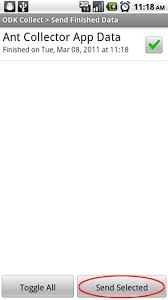 11:18 AM
ODK Collect > Send Finished Data
Ant Collector App Data
Finished on Tue, Mar 08, 2011 at 11:18
Toggle All
Send Selected